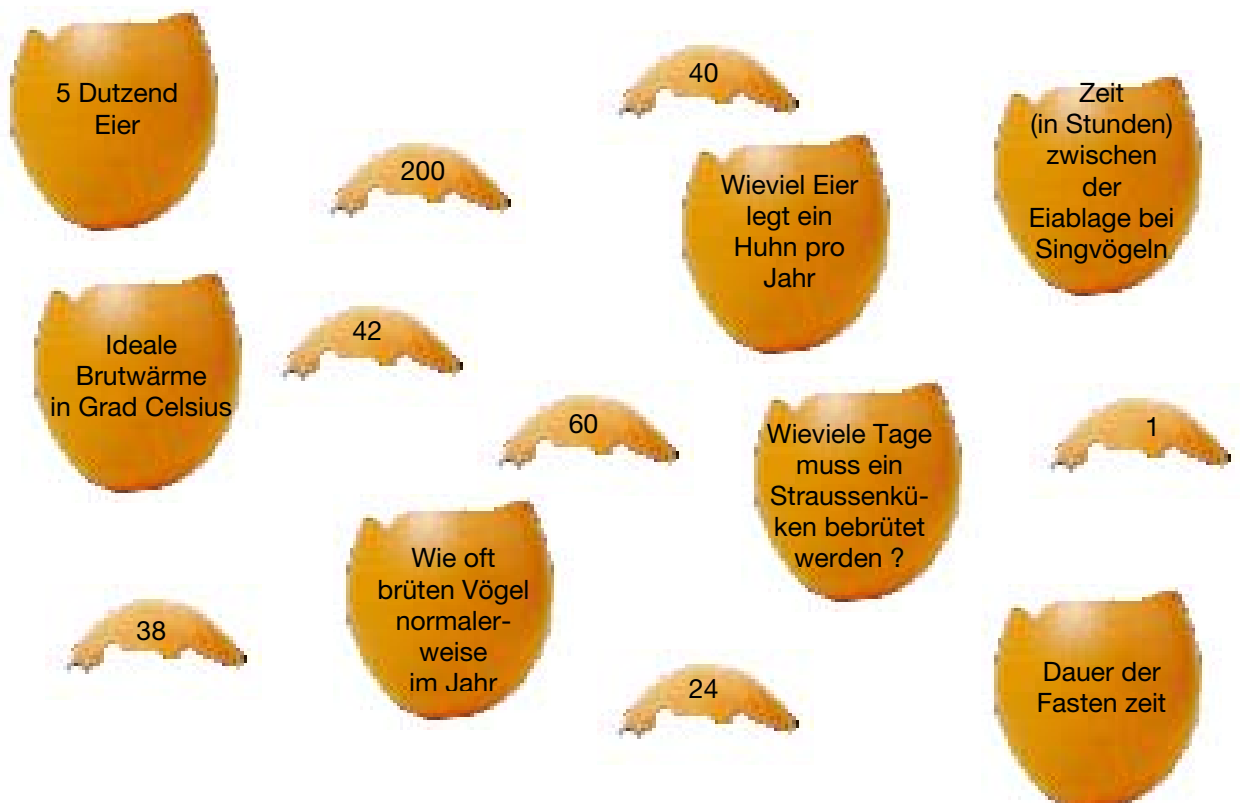 5 Dutzend
Eier
40
Zeit
(in Stunden)
zwischen
der
Eiablage bei
Singvögeln
200
Wieviel Eier
legt ein
Huhn pro
Jahr
Ideale
Brutwärme
in Grad Celsius
42
60
Wieviele Tage
muss ein
Straussenkü-
ken bebrütet
werden ?
1
Wie oft
brüten Vögel
normaler-
weise
im Jahr
38
24
Dauer der
Fasten zeit